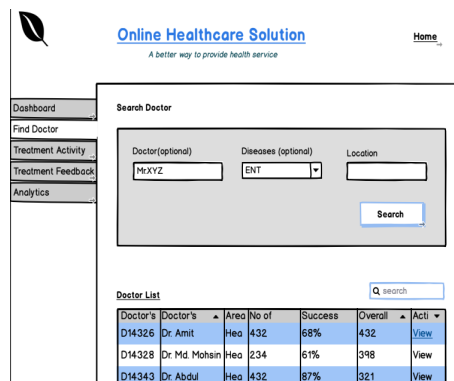 Online Healthcare Solution
Home
A better way to provide health service
Dashboard
Find Doctor
Treatment Activity
Treatment Feedback
Analytics
Search Doctor
Doctor(optional) Diseases (optional) Location
Mr.XYZ ENT
Search
Doctor List
search
Doctor's Doctor's Area No of Success Overall Acti
D14326 Dr. Amit Hea 432 68% 432 View
D14328 Dr. Md. Mohsin Hea 234 61% 398 View
D14343 Dr. Abdul Hea 432 87% 321 View